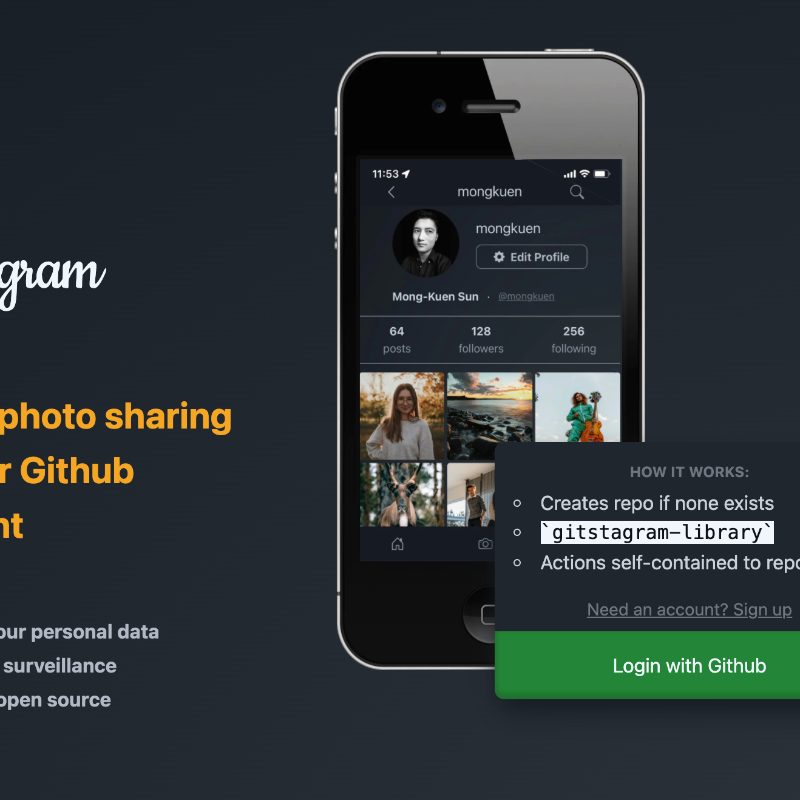 gram
photo sharing
r Github
nt
our personal data
surveillance
open source
11:53
mongkuen
mongkuen
Edit Profile
Mong-Kuen Sun · @mongkuen
64 128 256
posts followers following
HOW IT WORKS:
Creates repo if none exists
`gitstagram-library`
Actions self-contained to repo
Need an account? Sign up
Login with Github